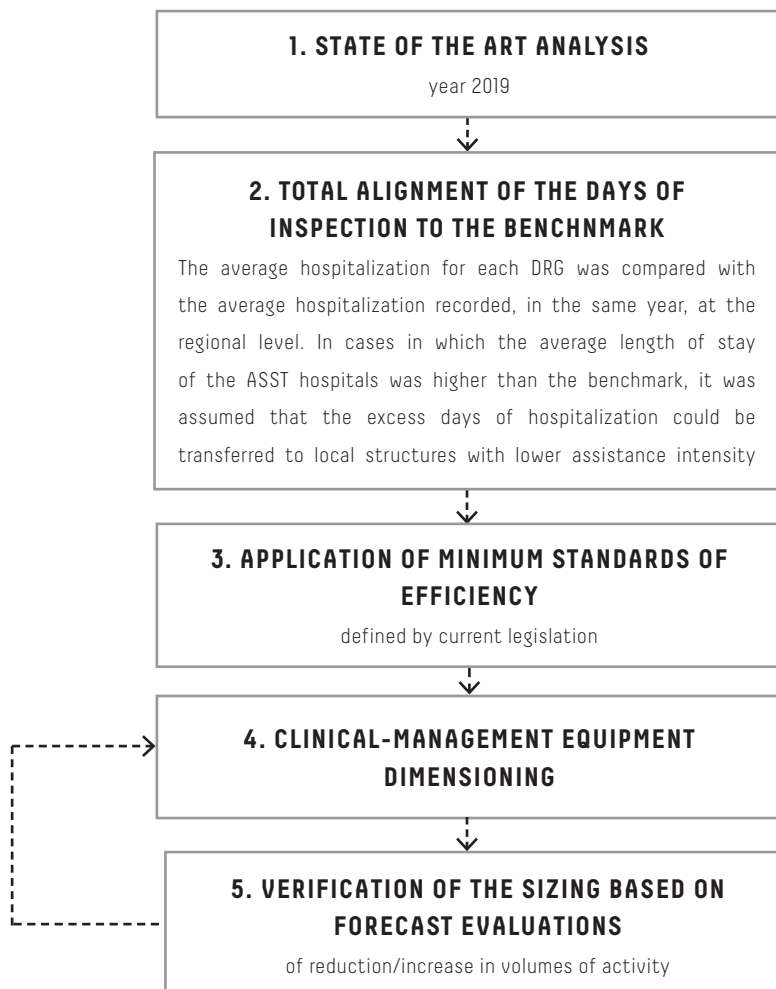 1. STATE OF THE ART ANALYSIS
year 2019
2. TOTAL ALIGNMENT OF THE DAYS OF
INSPECTION TO THE BENCHNMARK
The average hospitalization for each DRG was compared with
the average hospitalization recorded, in the same year, at the
regional level. In cases in which the average length of stay
of the ASST hospitals was higher than the benchmark, it was
assumed that the excess days of hospitalization could be
transferred to local structures with lower assistance intensity
3. APPLICATION OF MINIMUM STANDARDS OF
EFFICIENCY
defined by current legislation
4. CLINICAL-MANAGEMENT EQUIPMENT
DIMENSIONING
5. VERIFICATION OF THE SIZING BASED ON
FORECAST EVALUATIONS
of reduction/increase in volumes of activity